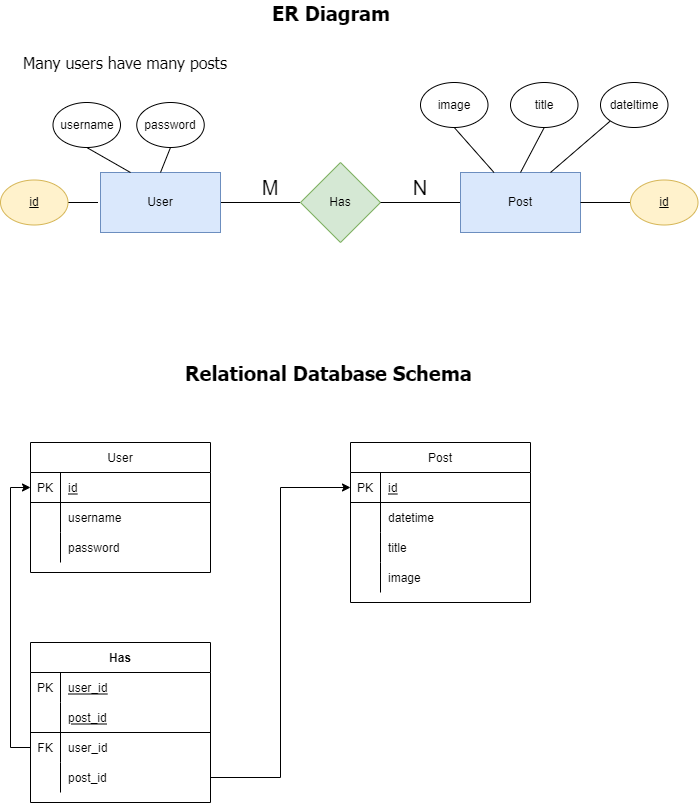 ER Diagram
Many users have many posts
username
password
image
title
dateltime
id
User
M
Has
N
Post
id
Relational Database Schema
User
PK id
username
password
Post
PK id
datetime
title
image
Has
PK user_id
post_id
FK user_id
post_id